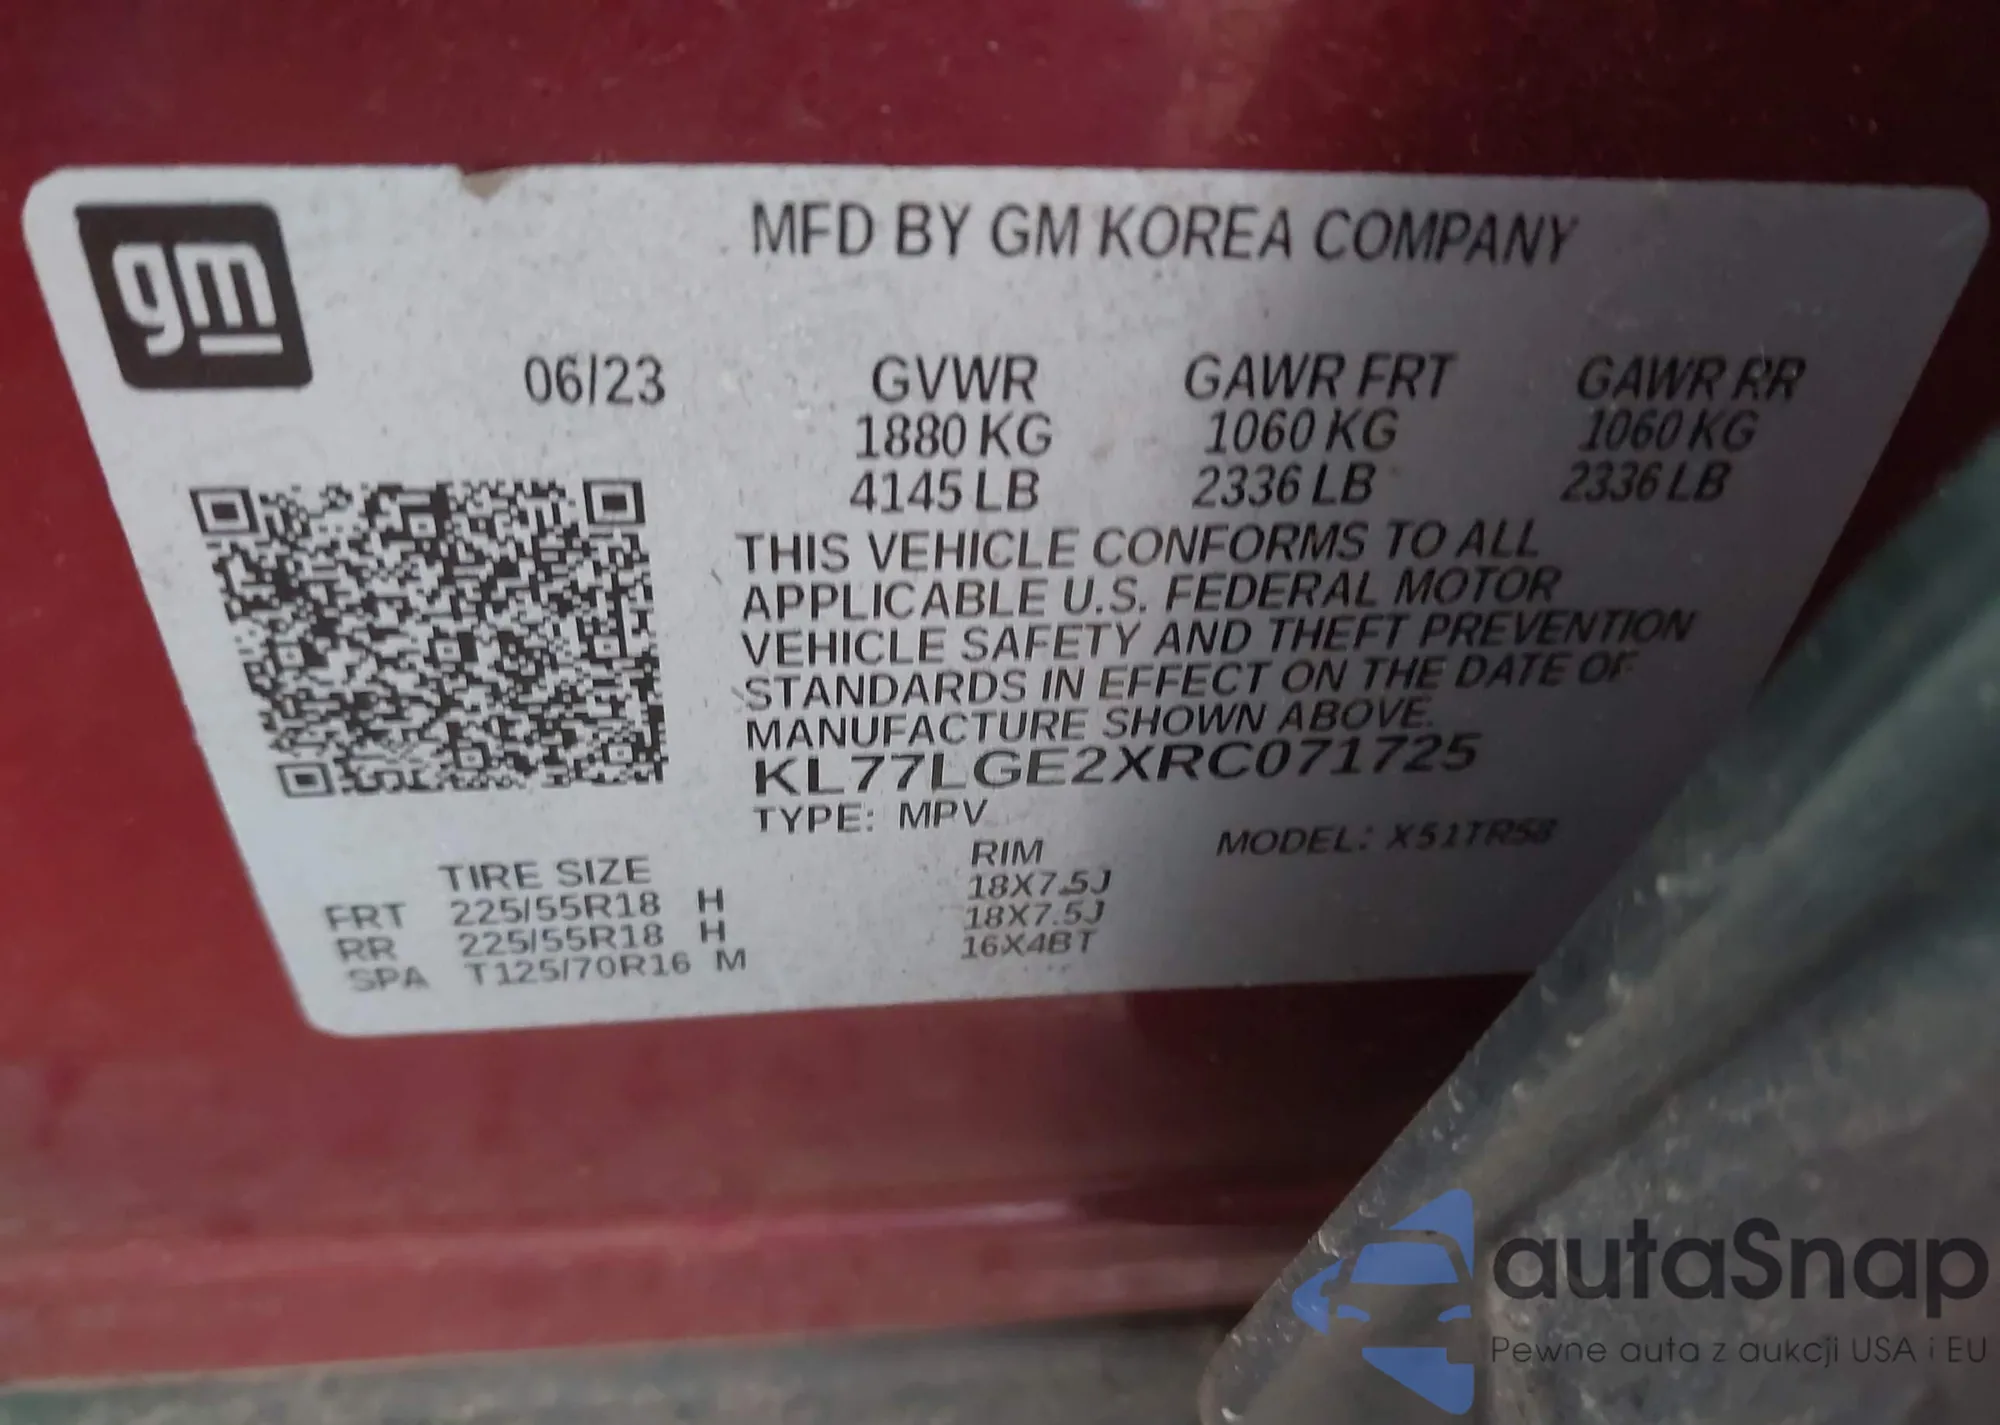 gm
MFD BY GM KOREA COMPANY
06/23 GVWR GAWR FRT GAWR RR
1880 KG 1060 KG 1060 KG
4145 LB 2336 LB 2336 LB
THIS VEHICLE CONFORMS TO ALL
APPLICABLE U.S. FEDERAL MOTOR
VEHICLE SAFETY AND THEFT PREVENTION
STANDARDS IN EFFECT ON THE DATE OF
MANUFACTURE SHOWN ABOVE.
KL77LGE2XRC071725
TYPE: MPV MODEL: X51TR58
TIRE SIZE RIM
FRT 225/55R18 H 18X7.5J
RR 225/55R18 H 18X7.5J
SPA T125/70R16 M 16X4BT
autaSnap
Pewne auta z aukcji USA i EU